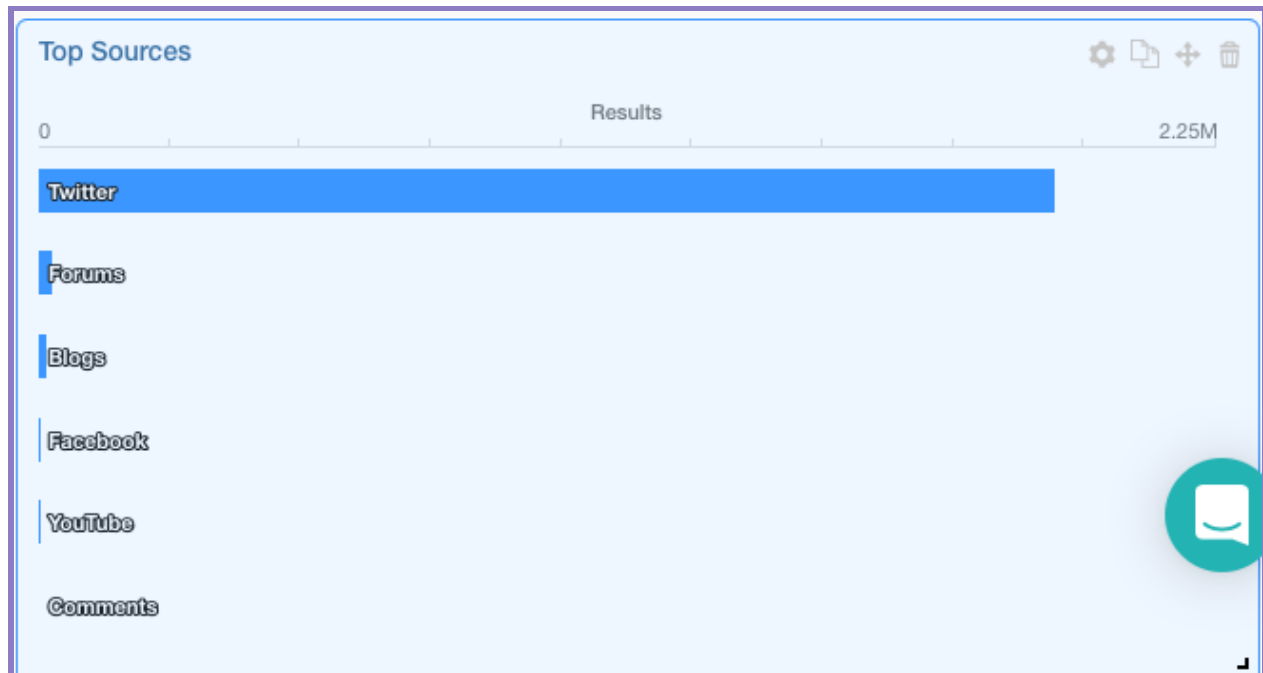 Top Sources
Results
0 2.25M
Twitter
Forums
Blogs
Facebook
YouTube
Comments